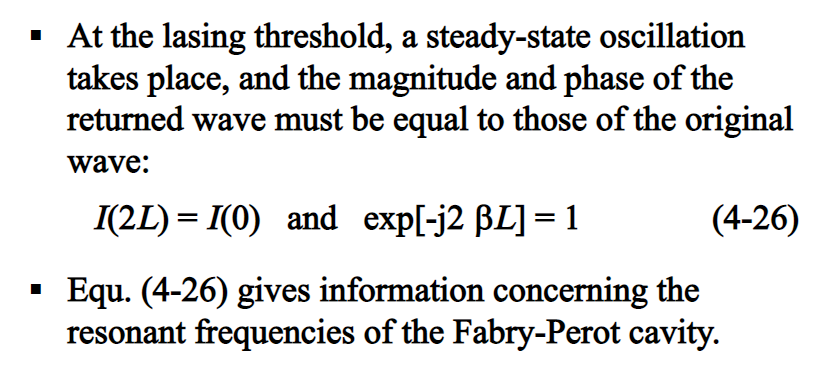 ▪ At the lasing threshold, a steady-state oscillation
takes place, and the magnitude and phase of the
returned wave must be equal to those of the original
wave:
I(2L) = I(0) and exp[-j2 βL] = 1 (4-26)
▪ Equ. (4-26) gives information concerning the
resonant frequencies of the Fabry-Perot cavity.